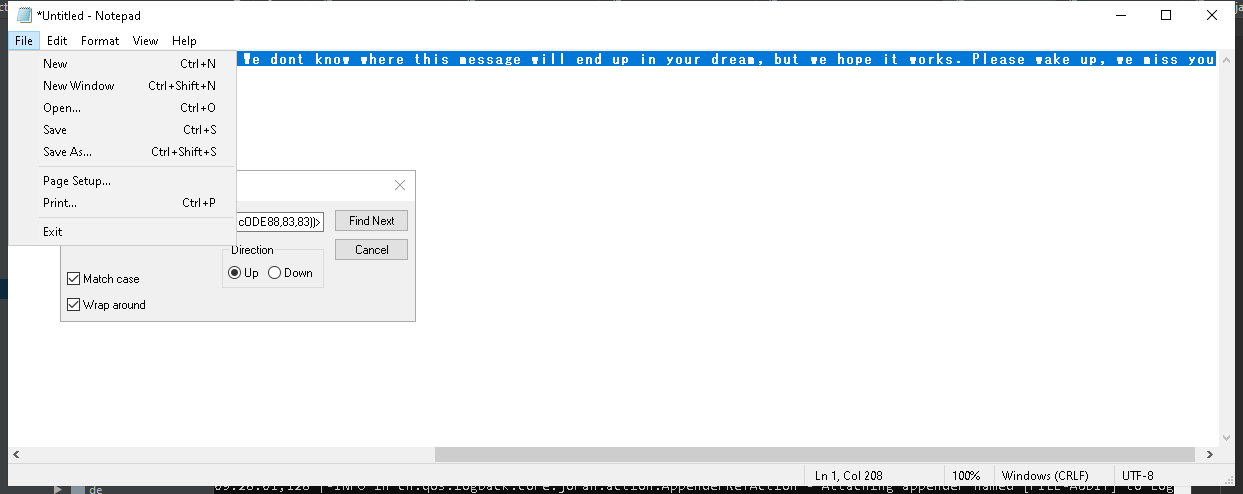 *Untitled - Notepad
File Edit Format View Help
We dont know where this message will end up in your dream, but we hope it works. Please wake up, we miss you
New Ctrl+N
New Window Ctrl+Shift+N
Open... Ctrl+O
Save Ctrl+S
Save As... Ctrl+Shift+S
Page Setup...
Print... Ctrl+P
Exit
cODE88,83,83))> Find Next
Direction Cancel
Up Down
Match case
Wrap around
Ln 1, Col 208 100% Windows (CRLF) UTF-8
de